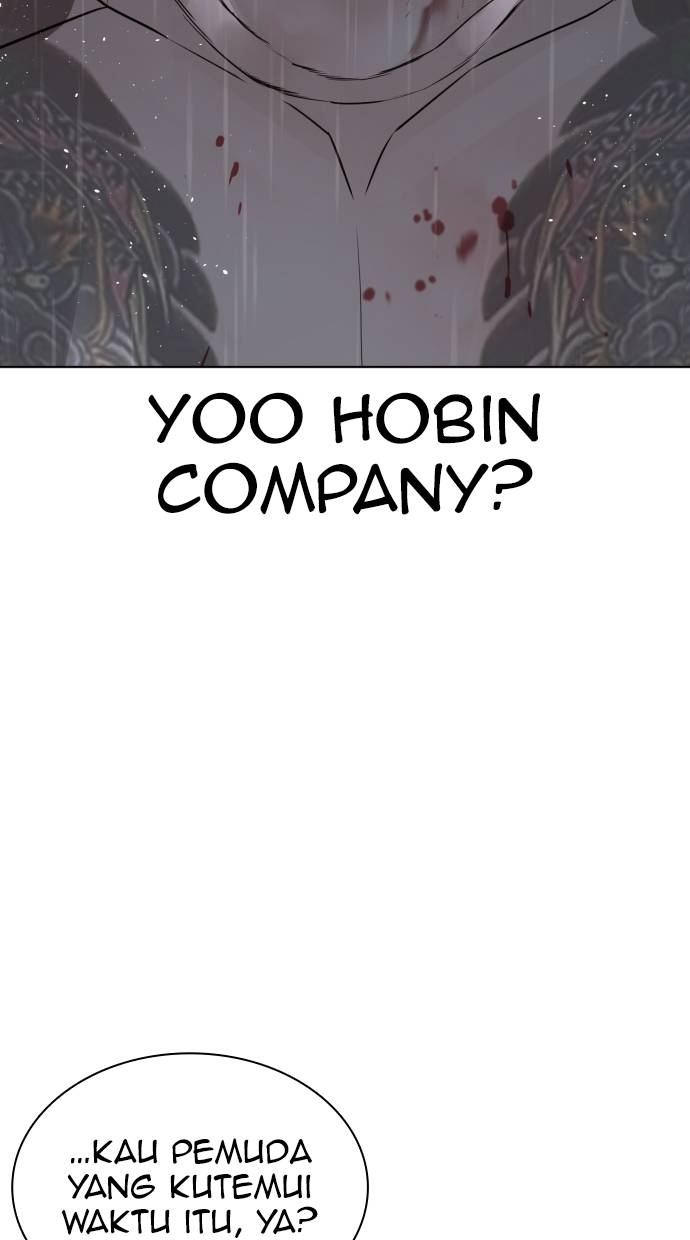 YOO HOBIN
COMPANY?
...KAU PEMUDA
YANG KUTEMUI
WAKTU ITU, YA?